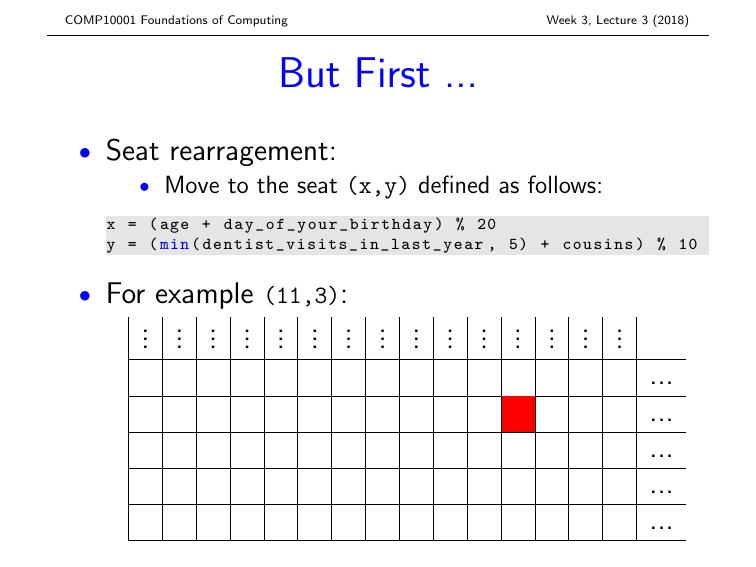 COMP10001 Foundations of Computing Week 3, Lecture 3 (2018)
But First ...
• Seat rearragement:
• Move to the seat (x,y) defined as follows:
x = (age + day_of_your_birthday) % 20
y = (min(dentist_visits_in_last_year, 5) + cousins) % 10
• For example (11,3):
⋮ ⋮ ⋮ ⋮ ⋮ ⋮ ⋮ ⋮ ⋮ ⋮ ⋮ ⋮ ⋮ ⋮ ⋮
...
...
...
...
...